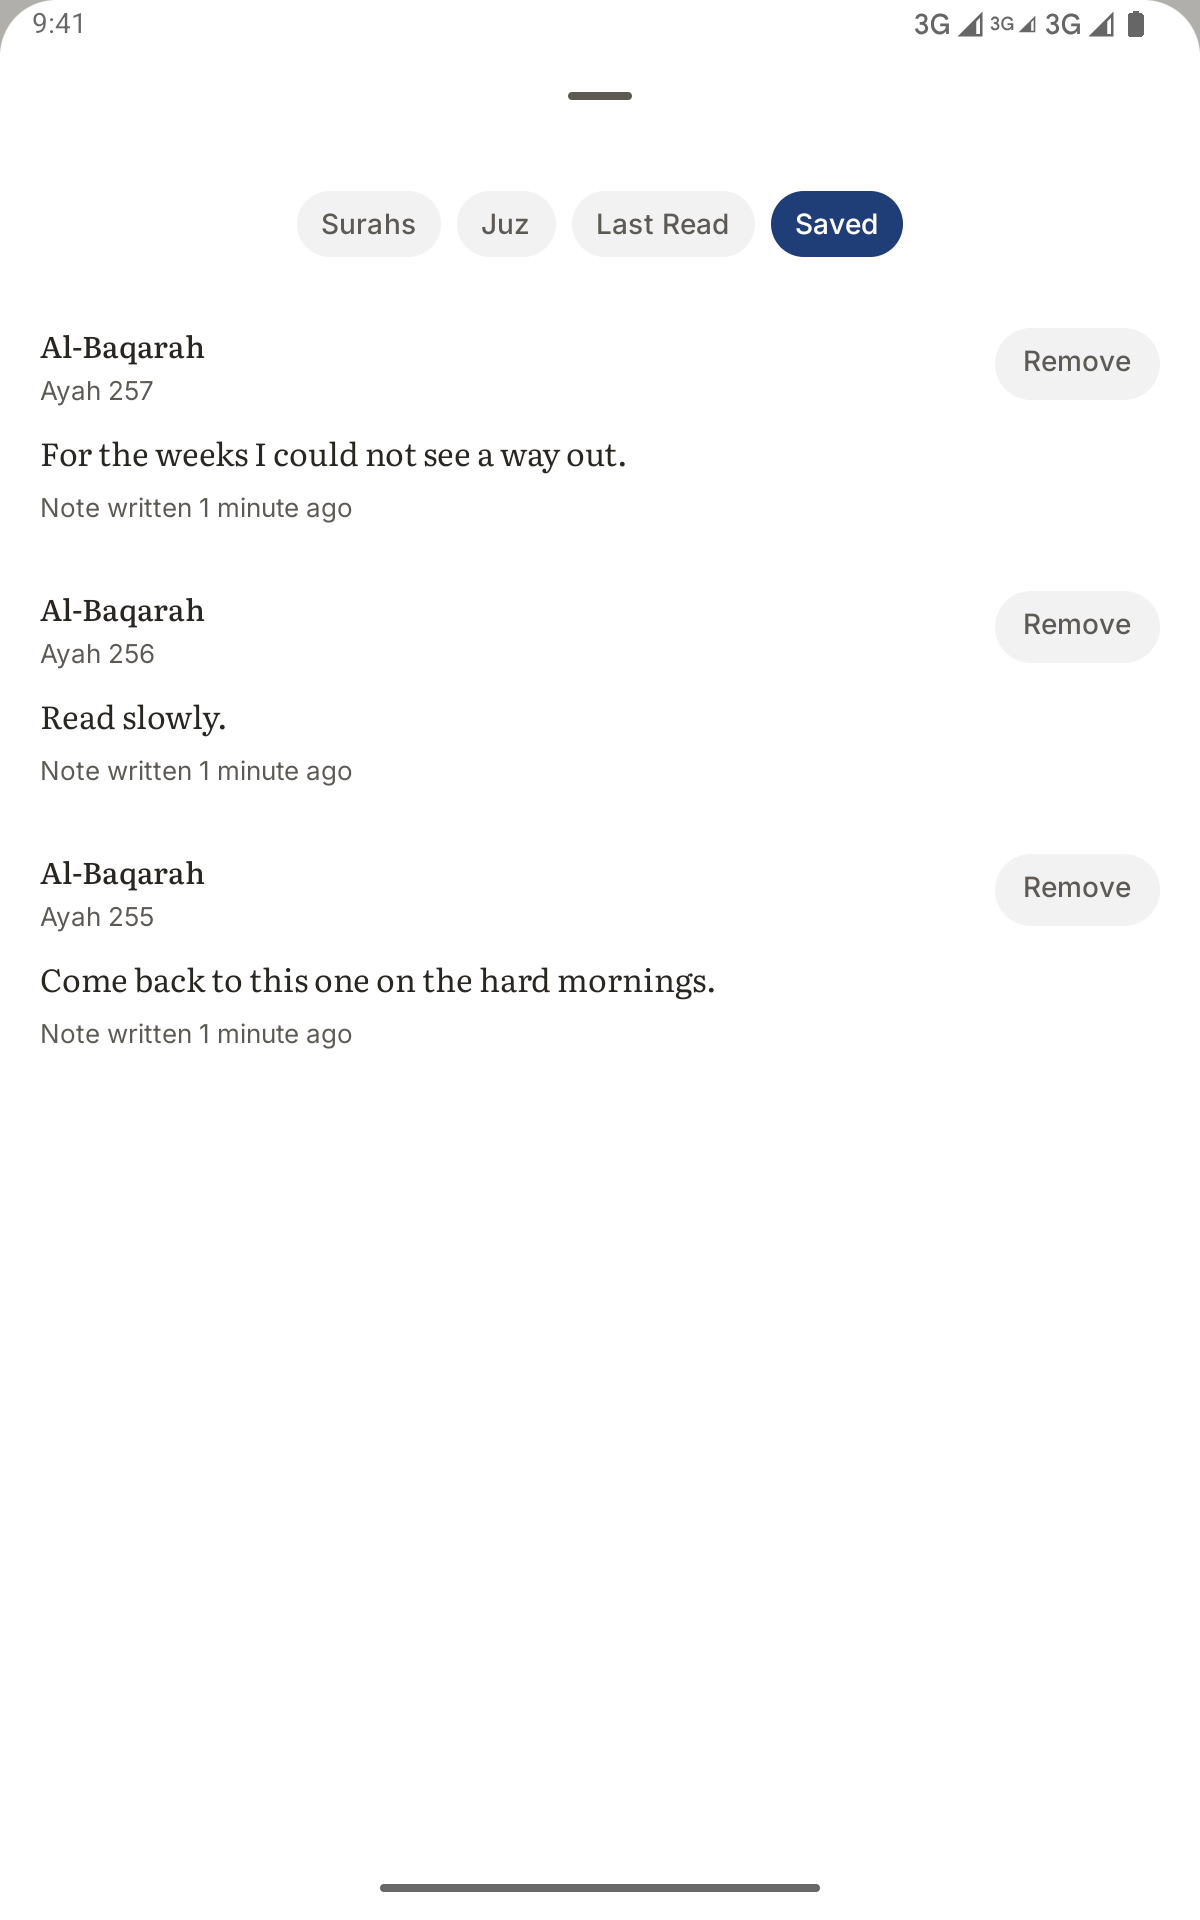 9:41
3G 3G 3G
Surahs Juz Last Read Saved
Al-Baqarah
Remove
Ayah 257
For the weeks I could not see a way out.
Note written 1 minute ago
Al-Baqarah
Remove
Ayah 256
Read slowly.
Note written 1 minute ago
Al-Baqarah
Remove
Ayah 255
Come back to this one on the hard mornings.
Note written 1 minute ago